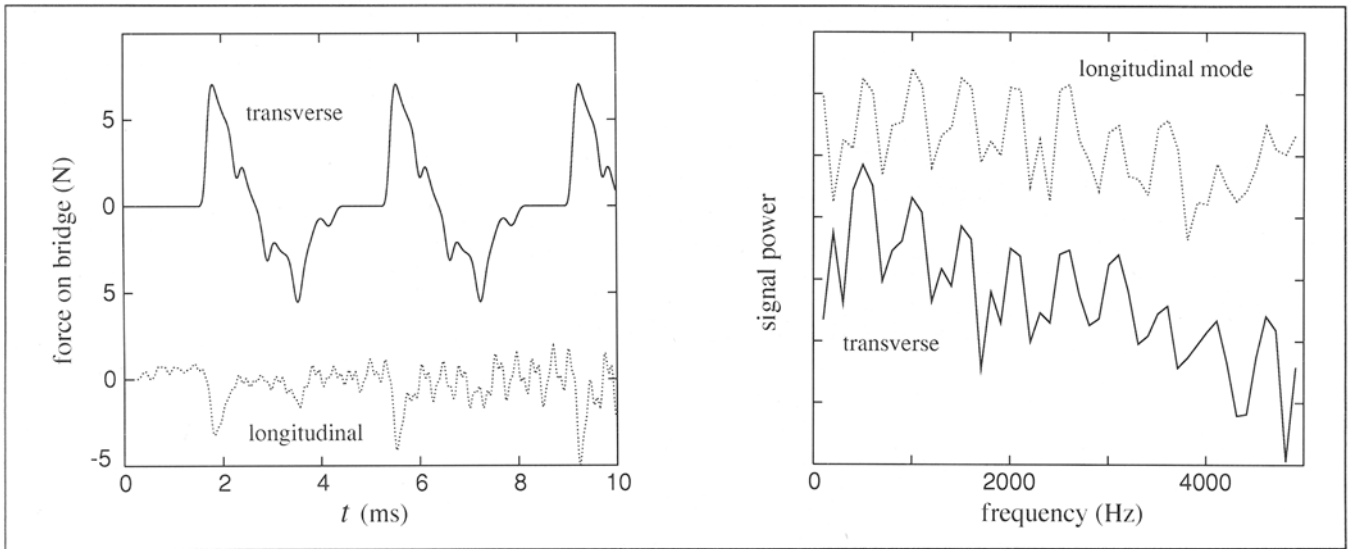 force on bridge (N)
5
0
5
0
-5
transverse
longitudinal
0
2
4
6
8
10
t (ms)
signal power
longitudinal mode
transverse
0
2000
4000
frequency (Hz)